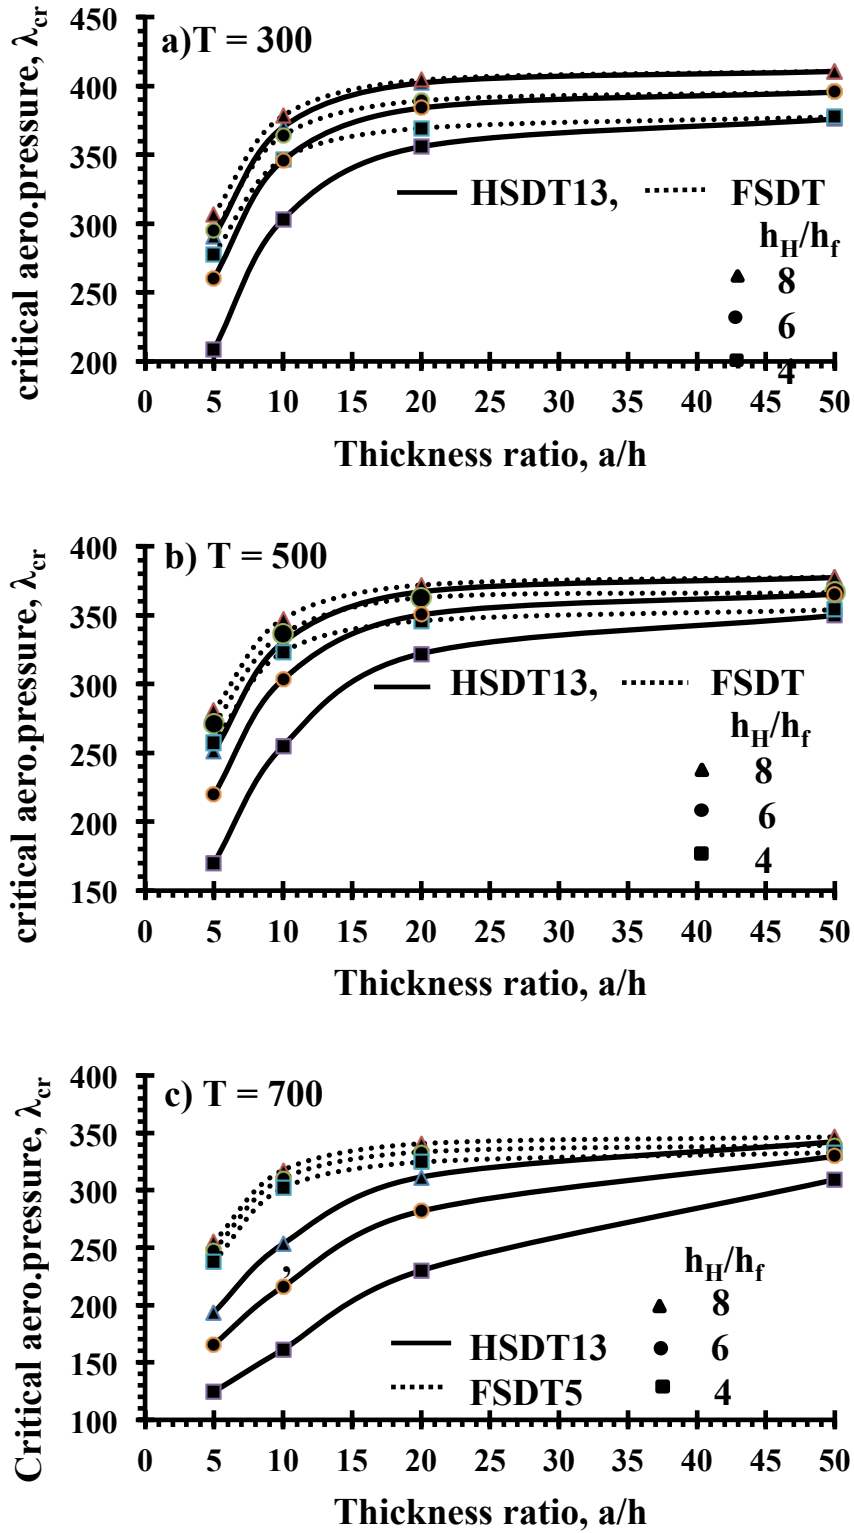 a)T = 300
critical aero.pressure, λcr
450
400
350
300
250
200
HSDT13, FSDT
hH/hf
8
6
4
0 5 10 15 20 25 30 35 40 45 50
Thickness ratio, a/h
b) T = 500
critical aero.pressure, λcr
400
350
300
250
200
150
HSDT13, FSDT
hH/hf
8
6
4
0 5 10 15 20 25 30 35 40 45 50
Thickness ratio, a/h
c) T = 700
Critical aero.pressure, λcr
400
350
300
250
200
150
100
,
hH/hf
8
HSDT13 6
FSDT5 4
0 5 10 15 20 25 30 35 40 45 50
Thickness ratio, a/h